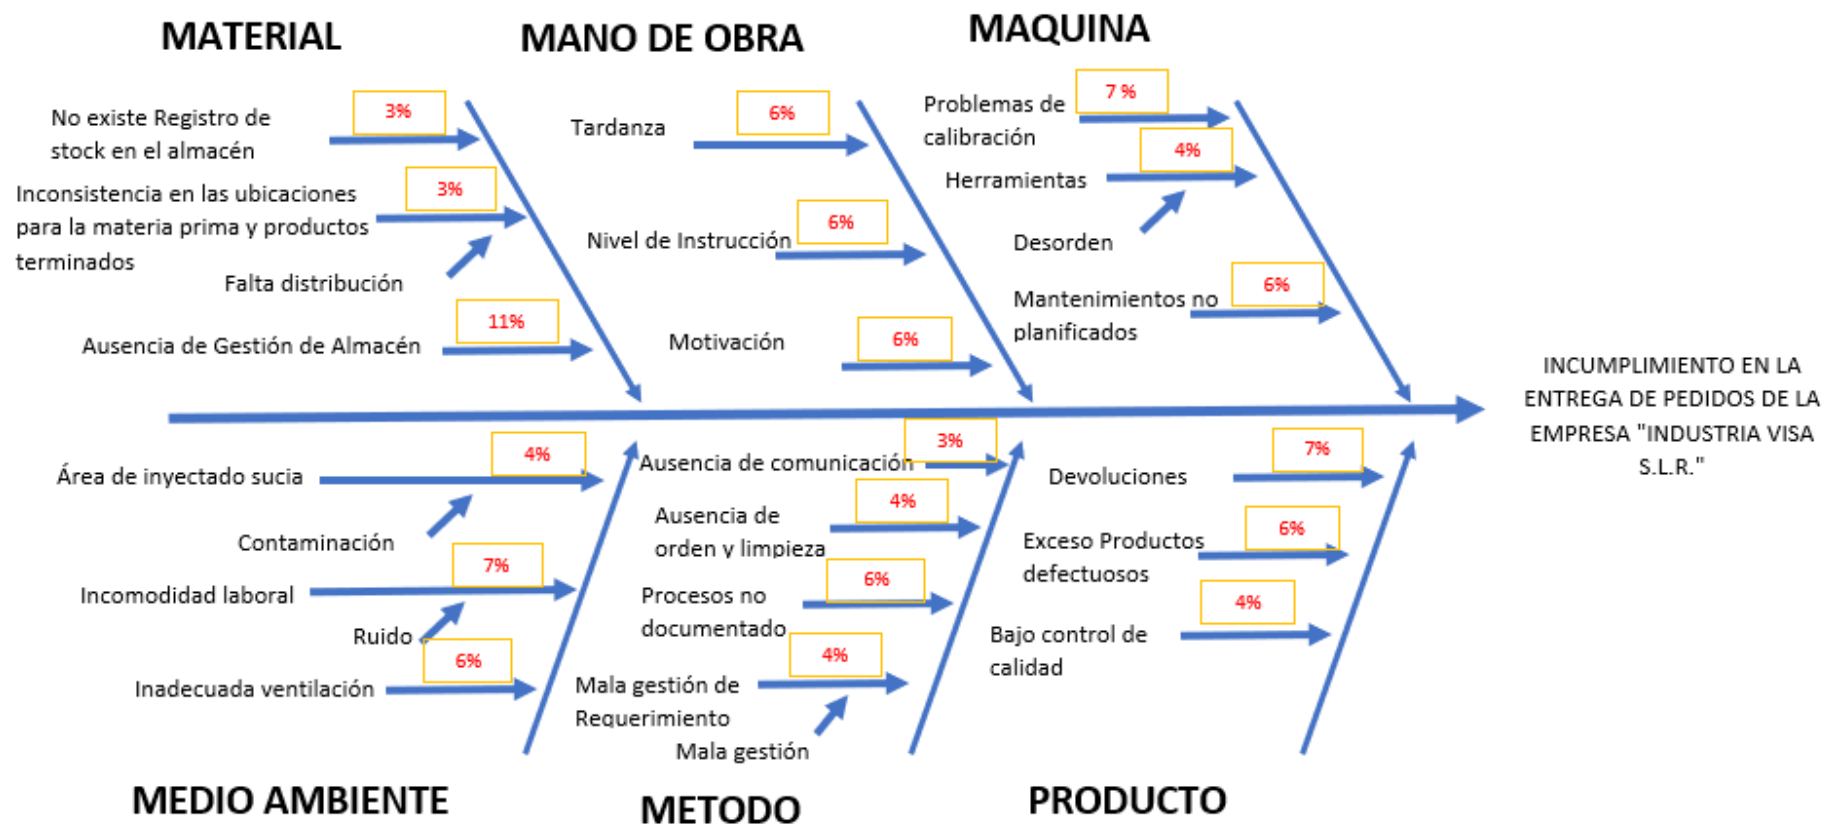 MATERIAL
MANO DE OBRA
MAQUINA
No existe Registro de
stock en el almacén
3%
Inconsistencia en las ubicaciones
para la materia prima y productos
terminados
3%
Falta distribución
Ausencia de Gestión de Almacén
11%
Tardanza
6%
Nivel de Instrucción
6%
Motivación
6%
Problemas de
calibración
7 %
Herramientas
4%
Desorden
Mantenimientos no
planificados
6%
INCUMPLIMIENTO EN LA
ENTREGA DE PEDIDOS DE LA
EMPRESA "INDUSTRIA VISA
S.L.R."
Área de inyectado sucia
4%
Contaminación
Incomodidad laboral
7%
Ruido
Inadecuada ventilación
6%
Ausencia de comunicación
3%
Ausencia de
orden y limpieza
4%
Procesos no
documentado
6%
Mala gestión de
Requerimiento
4%
Mala gestión
Devoluciones
7%
Exceso Productos
defectuosos
6%
Bajo control de
calidad
4%
MEDIO AMBIENTE
METODO
PRODUCTO